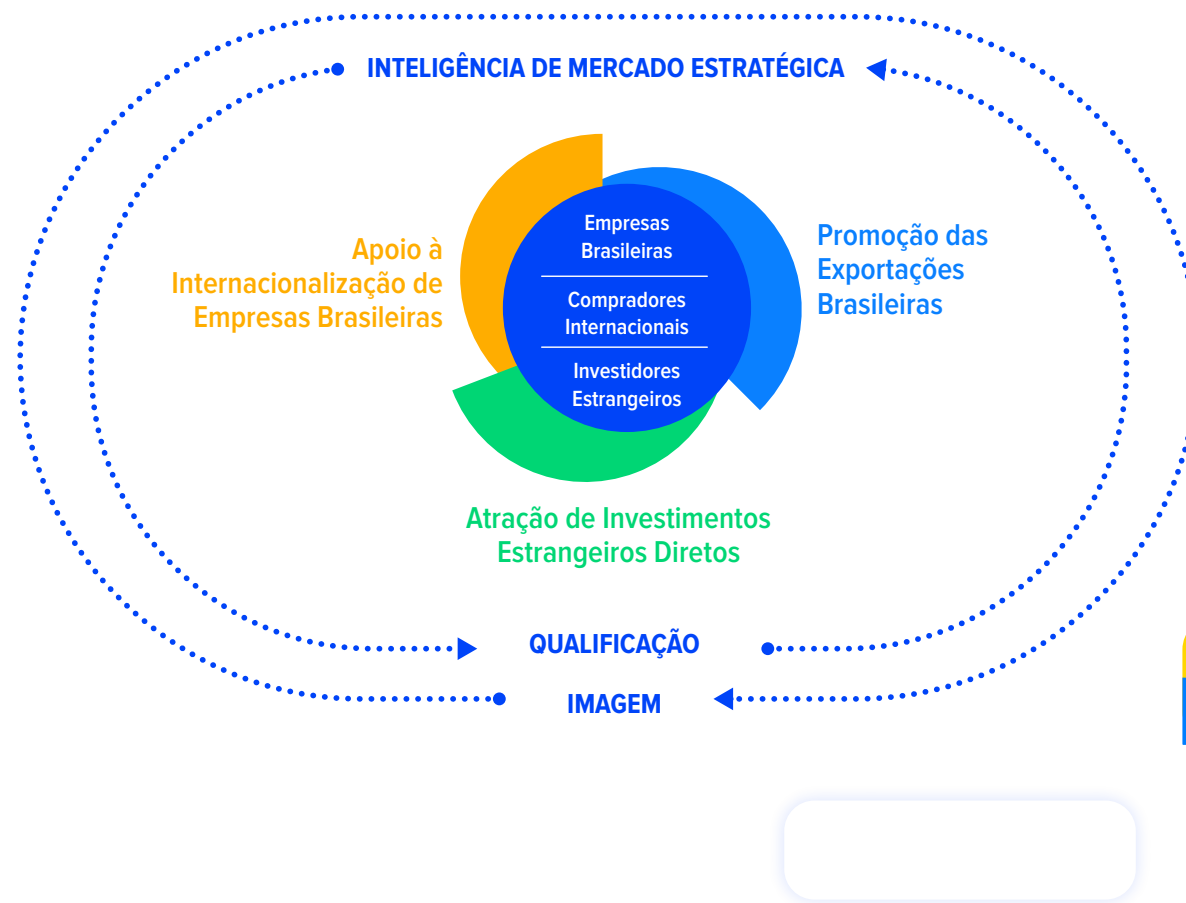 INTELIGÊNCIA DE MERCADO ESTRATÉGICA
Apoio à
Internacionalização de
Empresas Brasileiras
Empresas
Brasileiras
Compradores
Internacionais
Investidores
Estrangeiros
Promoção das
Exportações
Brasileiras
Atração de Investimentos
Estrangeiros Diretos
QUALIFICAÇÃO
IMAGEM